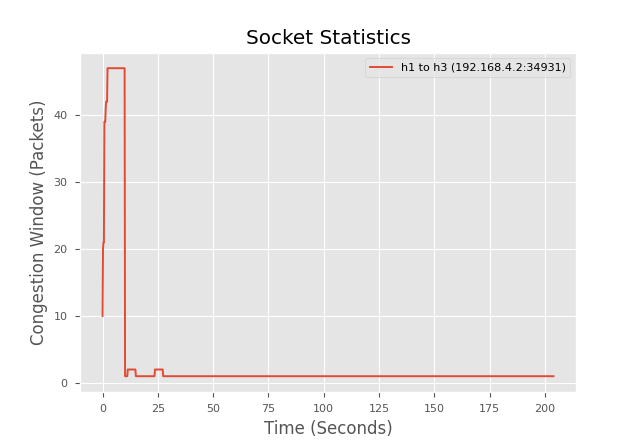 Socket Statistics
h1 to h3 (192.168.4.2:34931)
Congestion Window (Packets)
40
30
20
10
0
0 25 50 75 100 125 150 175 200
Time (Seconds)